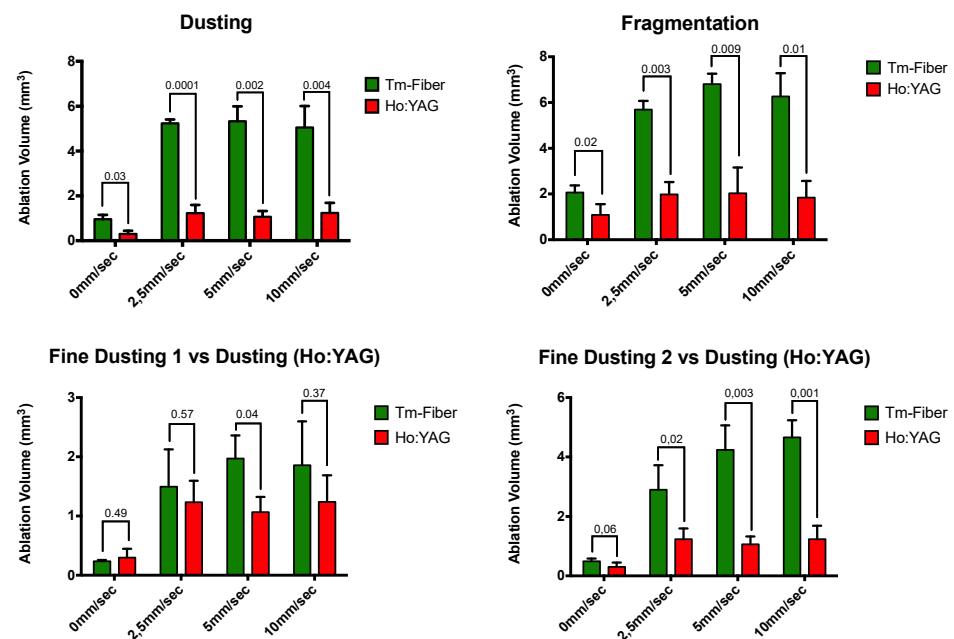 Dusting
Ablation Volume (mm³)
8
6
4
2
0
0.03
0.0001
0.002
0.004
0mm/sec
2,5mm/sec
5mm/sec
10mm/sec
Tm-Fiber
Ho:YAG
Fragmentation
Ablation Volume (mm³)
8
6
4
2
0
0.02
0.003
0.009
0.01
0mm/sec
2,5mm/sec
5mm/sec
10mm/sec
Tm-Fiber
Ho:YAG
Fine Dusting 1 vs Dusting (Ho:YAG)
Ablation Volume (mm³)
3
2
1
0
0.49
0.57
0.04
0.37
0mm/sec
2,5mm/sec
5mm/sec
10mm/sec
Tm-Fiber
Ho:YAG
Fine Dusting 2 vs Dusting (Ho:YAG)
Ablation Volume (mm³)
6
4
2
0
0,06
0,02
0,003
0,001
0mm/sec
2,5mm/sec
5mm/sec
10mm/sec
Tm-Fiber
Ho:YAG